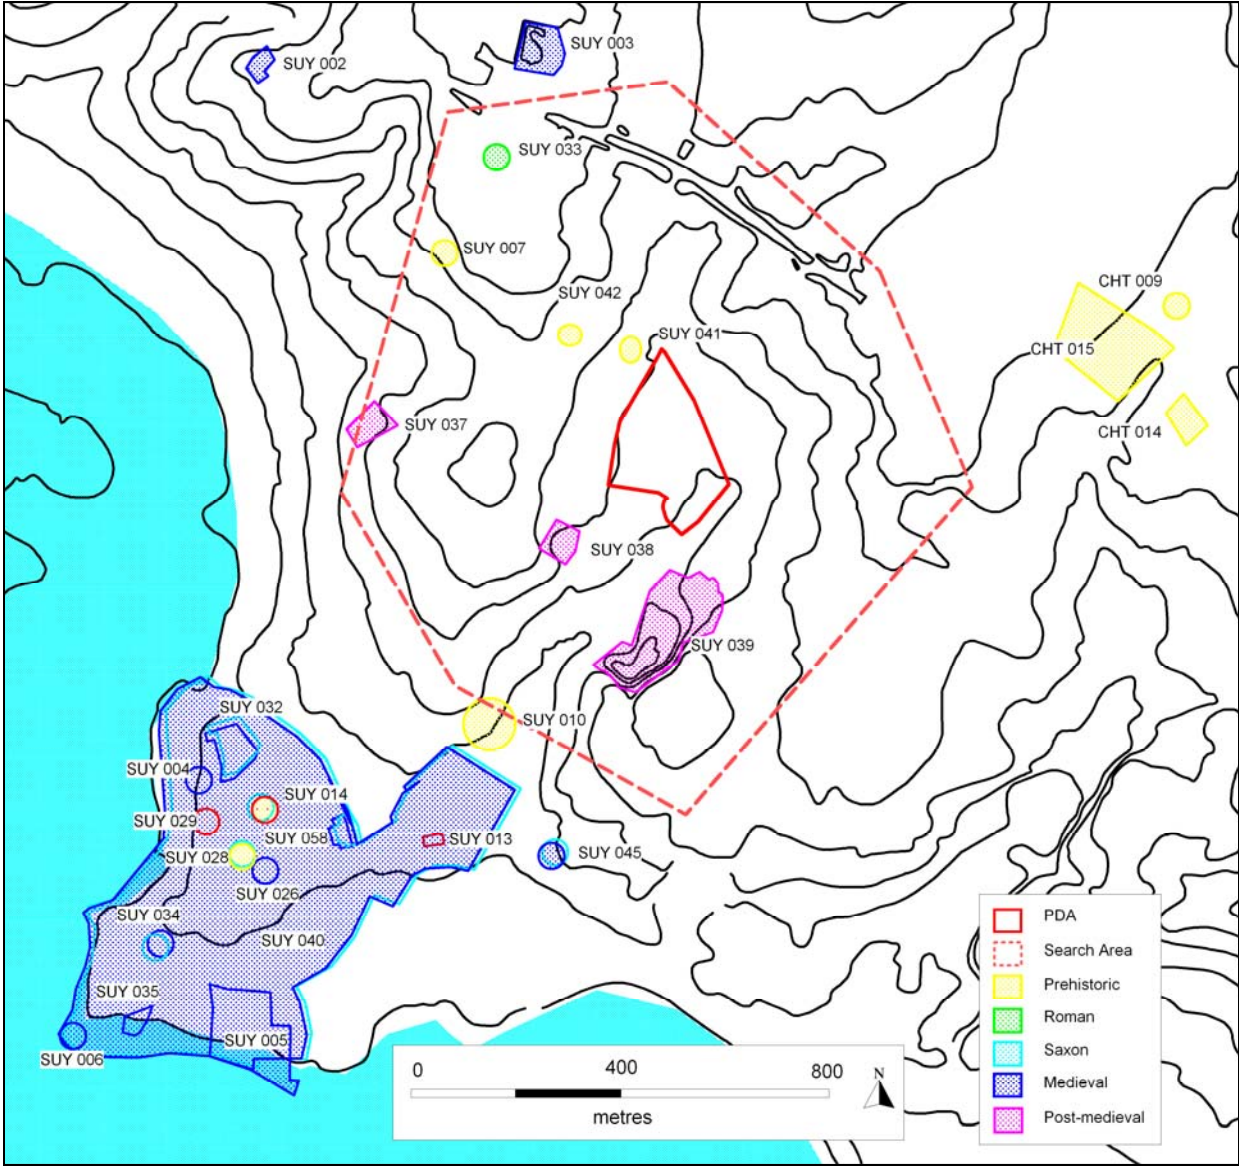 SUY 003
SUY 002
SUY 033
SUY 007
CHT 009
SUY 042
SUY 041
CHT 015
SUY 037
CHT 014
SUY 038
SUY 039
SUY 032
SUY 010
SUY 004
SUY 014
SUY 029
SUY 058
SUY 013
SUY 028
SUY 045
SUY 026
SUY 034
SUY 040
SUY 035
SUY 005
SUY 006
PDA
Search Area
Prehistoric
Roman
Saxon
Medieval
Post-medieval
0 400 800
metres
N